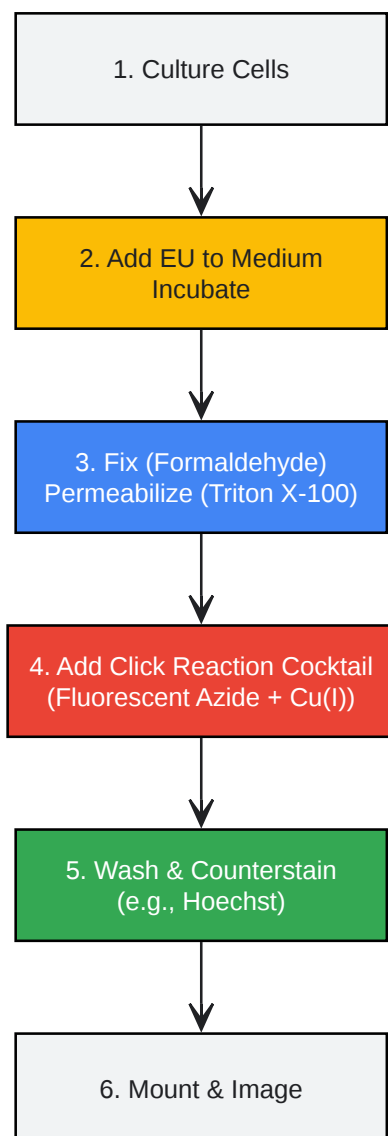 1. Culture Cells
2. Add EU to Medium
Incubate
3. Fix (Formaldehyde)
Permeabilize (Triton X-100)
4. Add Click Reaction Cocktail
(Fluorescent Azide + Cu(I))
5. Wash & Counterstain
(e.g., Hoechst)
6. Mount & Image